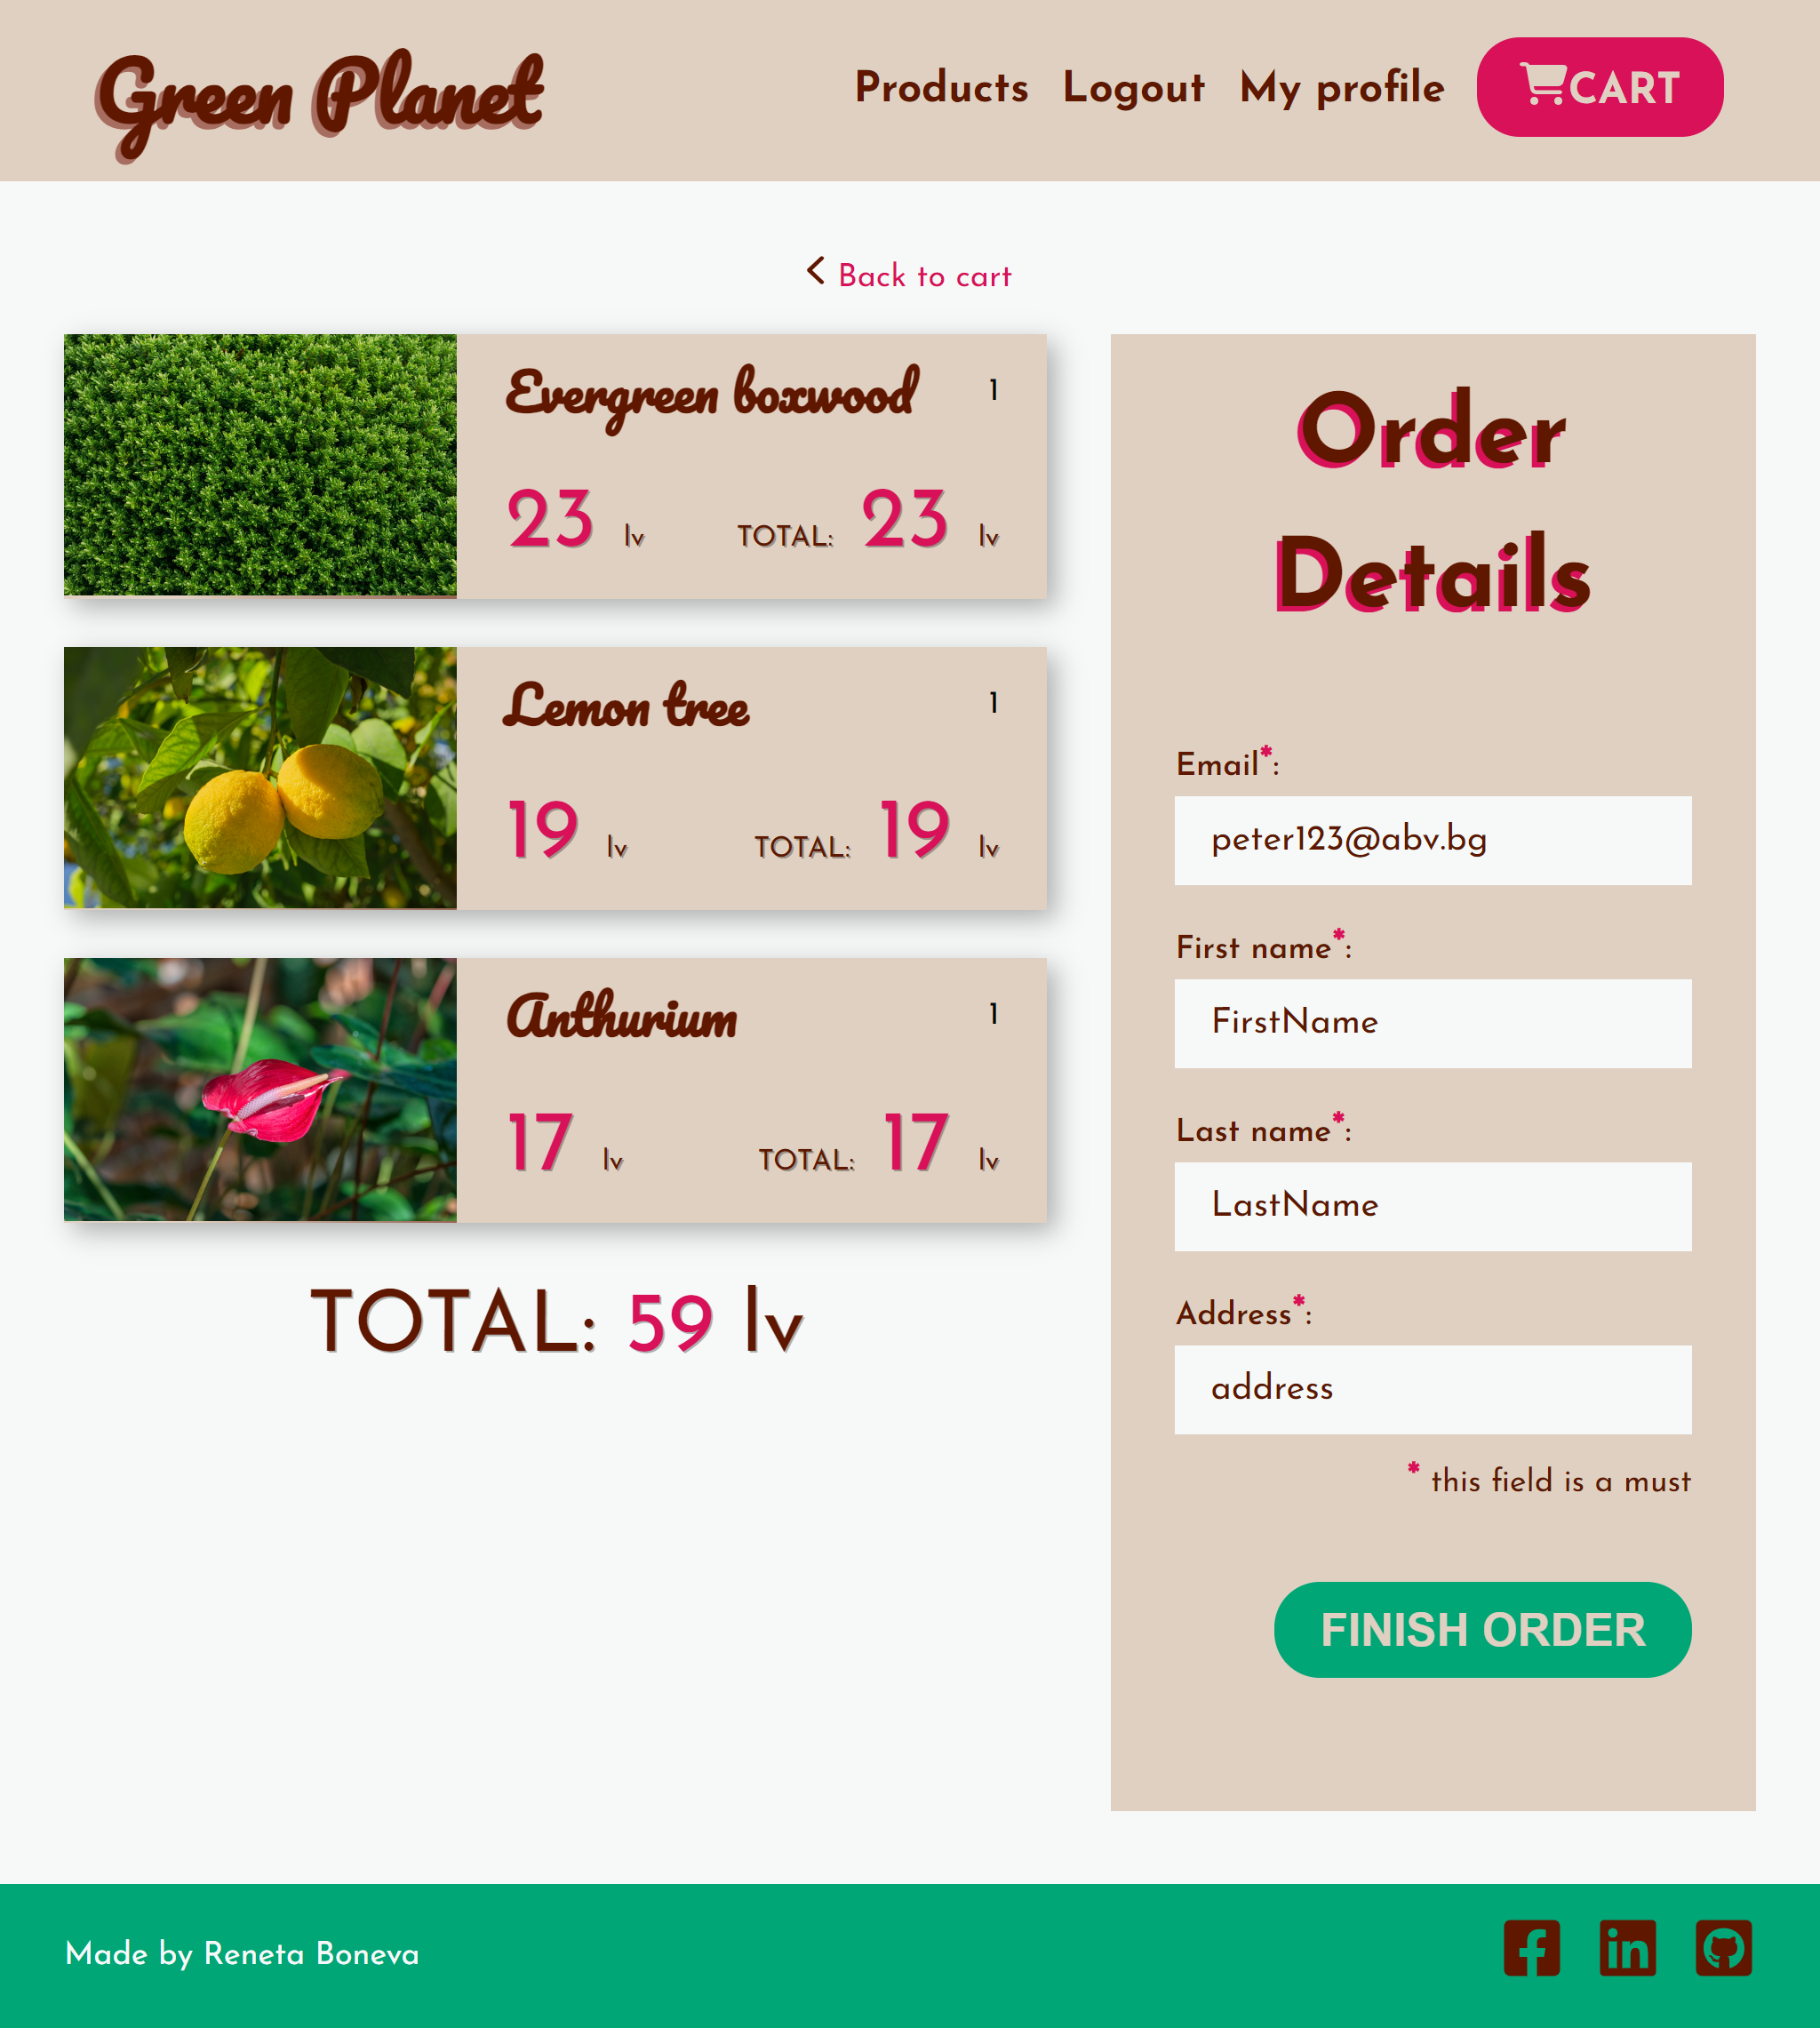 Green Planet
Products Logout My profile CART
Back to cart
Evergreen boxwood 1
23 lv TOTAL: 23 lv
Lemon tree 1
19 lv TOTAL: 19 lv
Anthurium 1
17 lv TOTAL: 17 lv
TOTAL: 59 lv
Order
Details
Email*:
peter123@abv.bg
First name*:
FirstName
Last name*:
LastName
Address*:
address
* this field is a must
FINISH ORDER
Made by Reneta Boneva